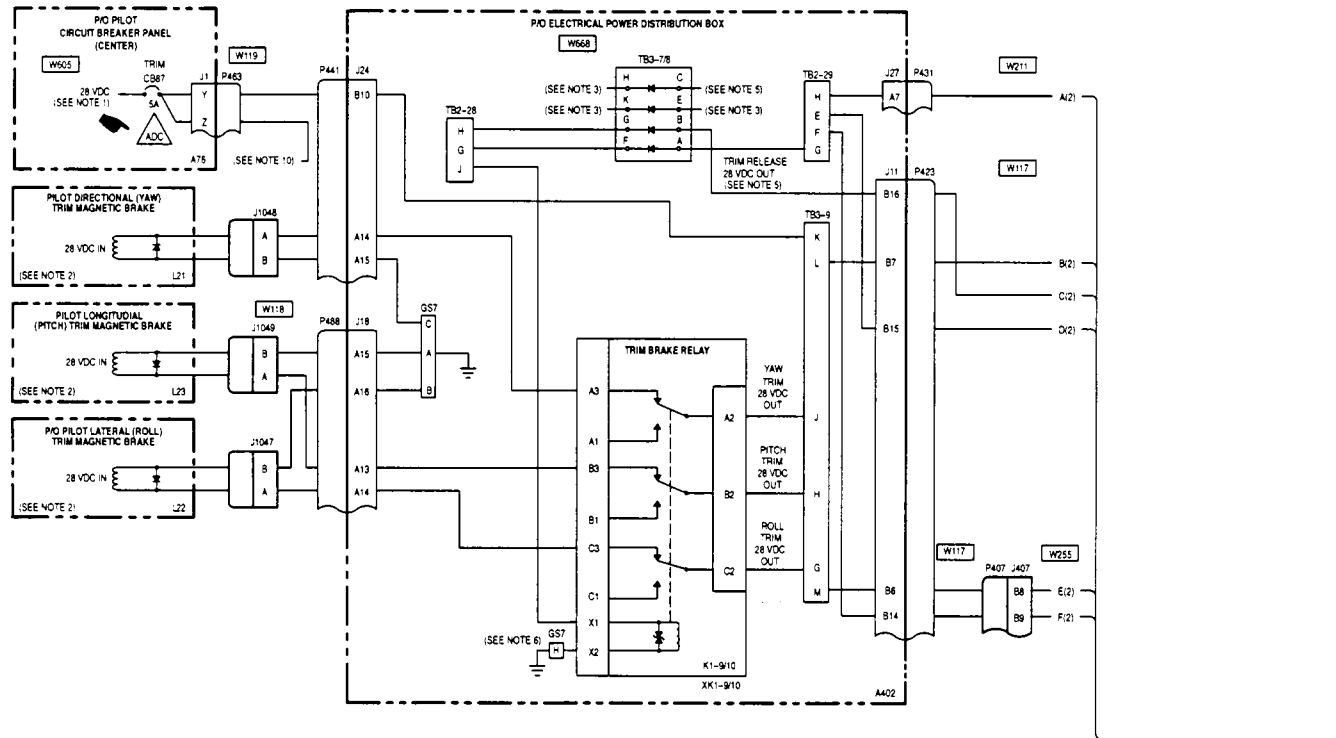 P/O PILOT
CIRCUIT BREAKER PANEL
(CENTER)
W605
TRIM
CB87
28 VDC
(SEE NOTE 1)
5A
ADC
A76
J1
Y
Z
P463
W119
(SEE NOTE 10)
PILOT DIRECTIONAL (YAW)
TRIM MAGNETIC BRAKE
28 VDC IN
(SEE NOTE 2)
L21
J1048
A
B
PILOT LONGITUDIAL
(PITCH) TRIM MAGNETIC BRAKE
28 VDC IN
(SEE NOTE 2)
L23
W118
J1049
B
A
P/O PILOT LATERAL (ROLL)
TRIM MAGNETIC BRAKE
28 VDC IN
(SEE NOTE 2)
L22
J1047
B
A
P/O ELECTRICAL POWER DISTRIBUTION BOX
W668
P441
J24
B10
A14
A15
P488
J18
A15
A16
A13
A14
TB2-28
H
G
J
GS7
C
A
B
TB3-7/8
H
C
K
E
G
B
F
A
(SEE NOTE 3)
(SEE NOTE 5)
(SEE NOTE 3)
(SEE NOTE 3)
TRIM RELEASE
28 VDC OUT
(SEE NOTE 5)
TB2-29
H
E
F
G
TB3-9
K
L
J
H
G
M
TRIM BRAKE RELAY
A3
A1
B3
B1
C3
C1
X1
X2
A2
B2
C2
YAW
TRIM
28 VDC
OUT
PITCH
TRIM
28 VDC
OUT
ROLL
TRIM
28 VDC
OUT
(SEE NOTE 6)
GS7
H
K1-9/10
XK1-9/10
A402
J27
P431
A7
J11
P423
B16
B7
B15
B6
B14
W211
A(2)
W117
B(2)
C(2)
D(2)
W117
W255
P407
J407
B8
B9
E(2)
F(2)